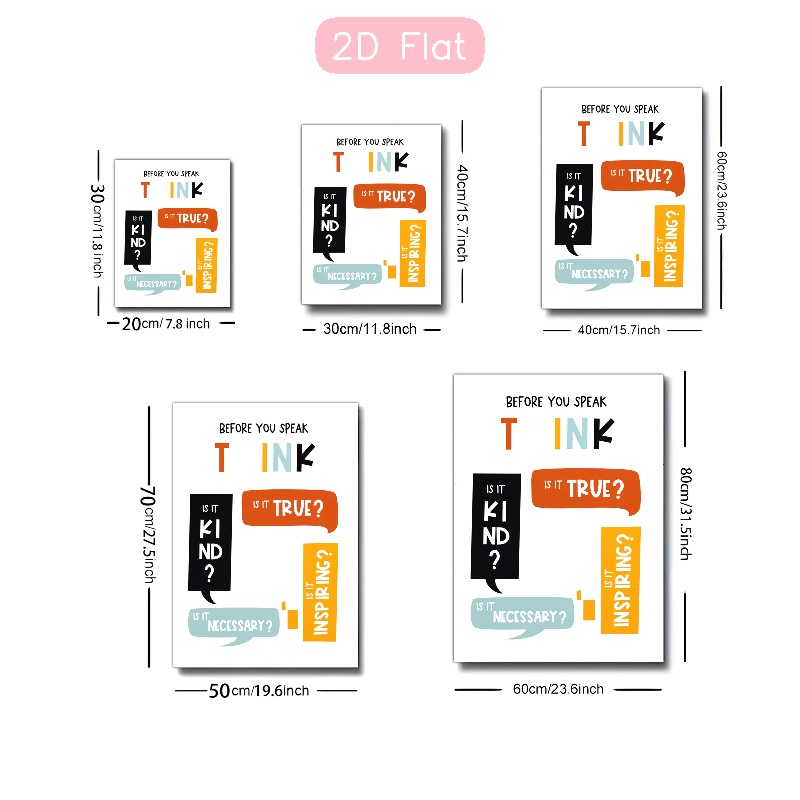 2D Flat
BEFORE YOU SPEAK
T INK
IS IT
KI
ND
?
IS IT TRUE?
IS IT
INSPIRING?
IS IT NECESSARY?
30cm/11.8 inch
20cm/ 7.8 inch
BEFORE YOU SPEAK
T INK
IS IT
KI
ND
?
IS IT TRUE?
IS IT
INSPIRING?
IS IT NECESSARY?
40cm/15.7inch
30cm/11.8inch
BEFORE YOU SPEAK
T INK
IS IT
KI
ND
?
IS IT TRUE?
IS IT
INSPIRING?
IS IT NECESSARY?
60cm/23.6inch
40cm/15.7inch
70cm/27.5inch
BEFORE YOU SPEAK
T INK
IS IT
KI
ND
?
IS IT TRUE?
IS IT
INSPIRING?
IS IT NECESSARY?
50cm/19.6inch
BEFORE YOU SPEAK
T INK
IS IT
KI
ND
?
IS IT TRUE?
IS IT
INSPIRING?
IS IT NECESSARY?
80cm/31.5inch
60cm/23.6inch